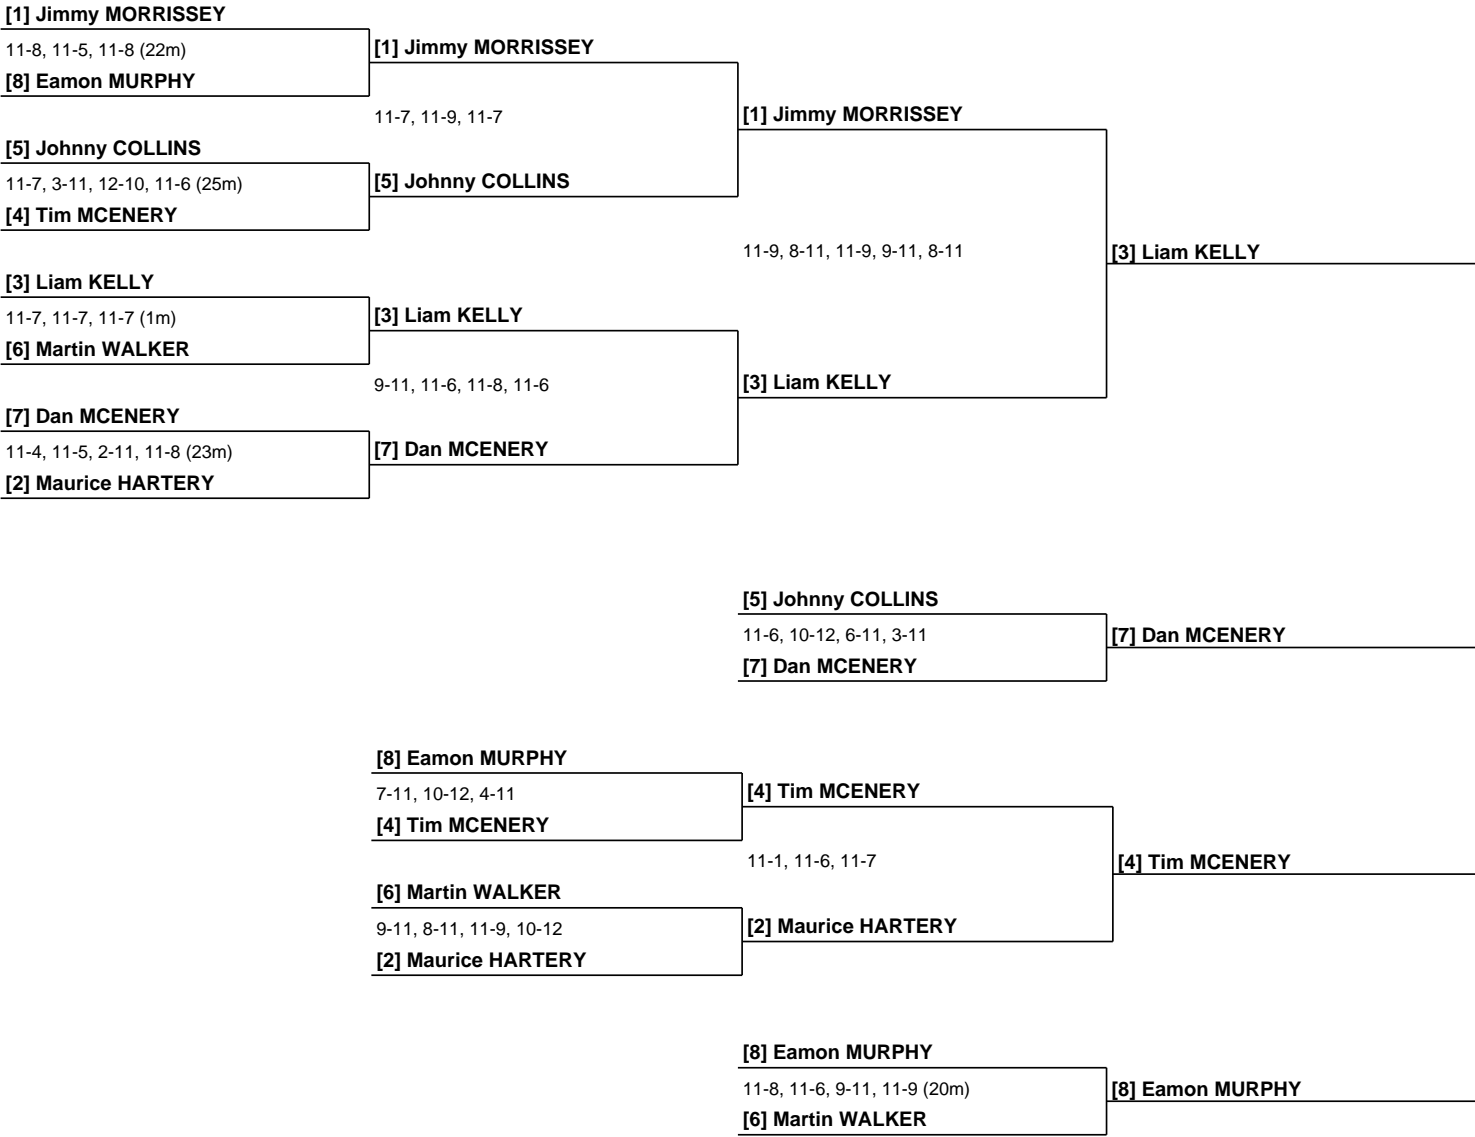 [1] Jimmy MORRISSEY
11-8, 11-5, 11-8 (22m)
[8] Eamon MURPHY
[1] Jimmy MORRISSEY
11-7, 11-9, 11-7
[1] Jimmy MORRISSEY
[5] Johnny COLLINS
11-7, 3-11, 12-10, 11-6 (25m)
[4] Tim MCENERY
[5] Johnny COLLINS
11-9, 8-11, 11-9, 9-11, 8-11
[3] Liam KELLY
[3] Liam KELLY
11-7, 11-7, 11-7 (1m)
[6] Martin WALKER
[3] Liam KELLY
9-11, 11-6, 11-8, 11-6
[3] Liam KELLY
[7] Dan MCENERY
11-4, 11-5, 2-11, 11-8 (23m)
[2] Maurice HARTERY
[7] Dan MCENERY
[5] Johnny COLLINS
11-6, 10-12, 6-11, 3-11
[7] Dan MCENERY
[7] Dan MCENERY
[8] Eamon MURPHY
7-11, 10-12, 4-11
[4] Tim MCENERY
[4] Tim MCENERY
11-1, 11-6, 11-7
[4] Tim MCENERY
[6] Martin WALKER
9-11, 8-11, 11-9, 10-12
[2] Maurice HARTERY
[2] Maurice HARTERY
[8] Eamon MURPHY
11-8, 11-6, 9-11, 11-9 (20m)
[6] Martin WALKER
[8] Eamon MURPHY